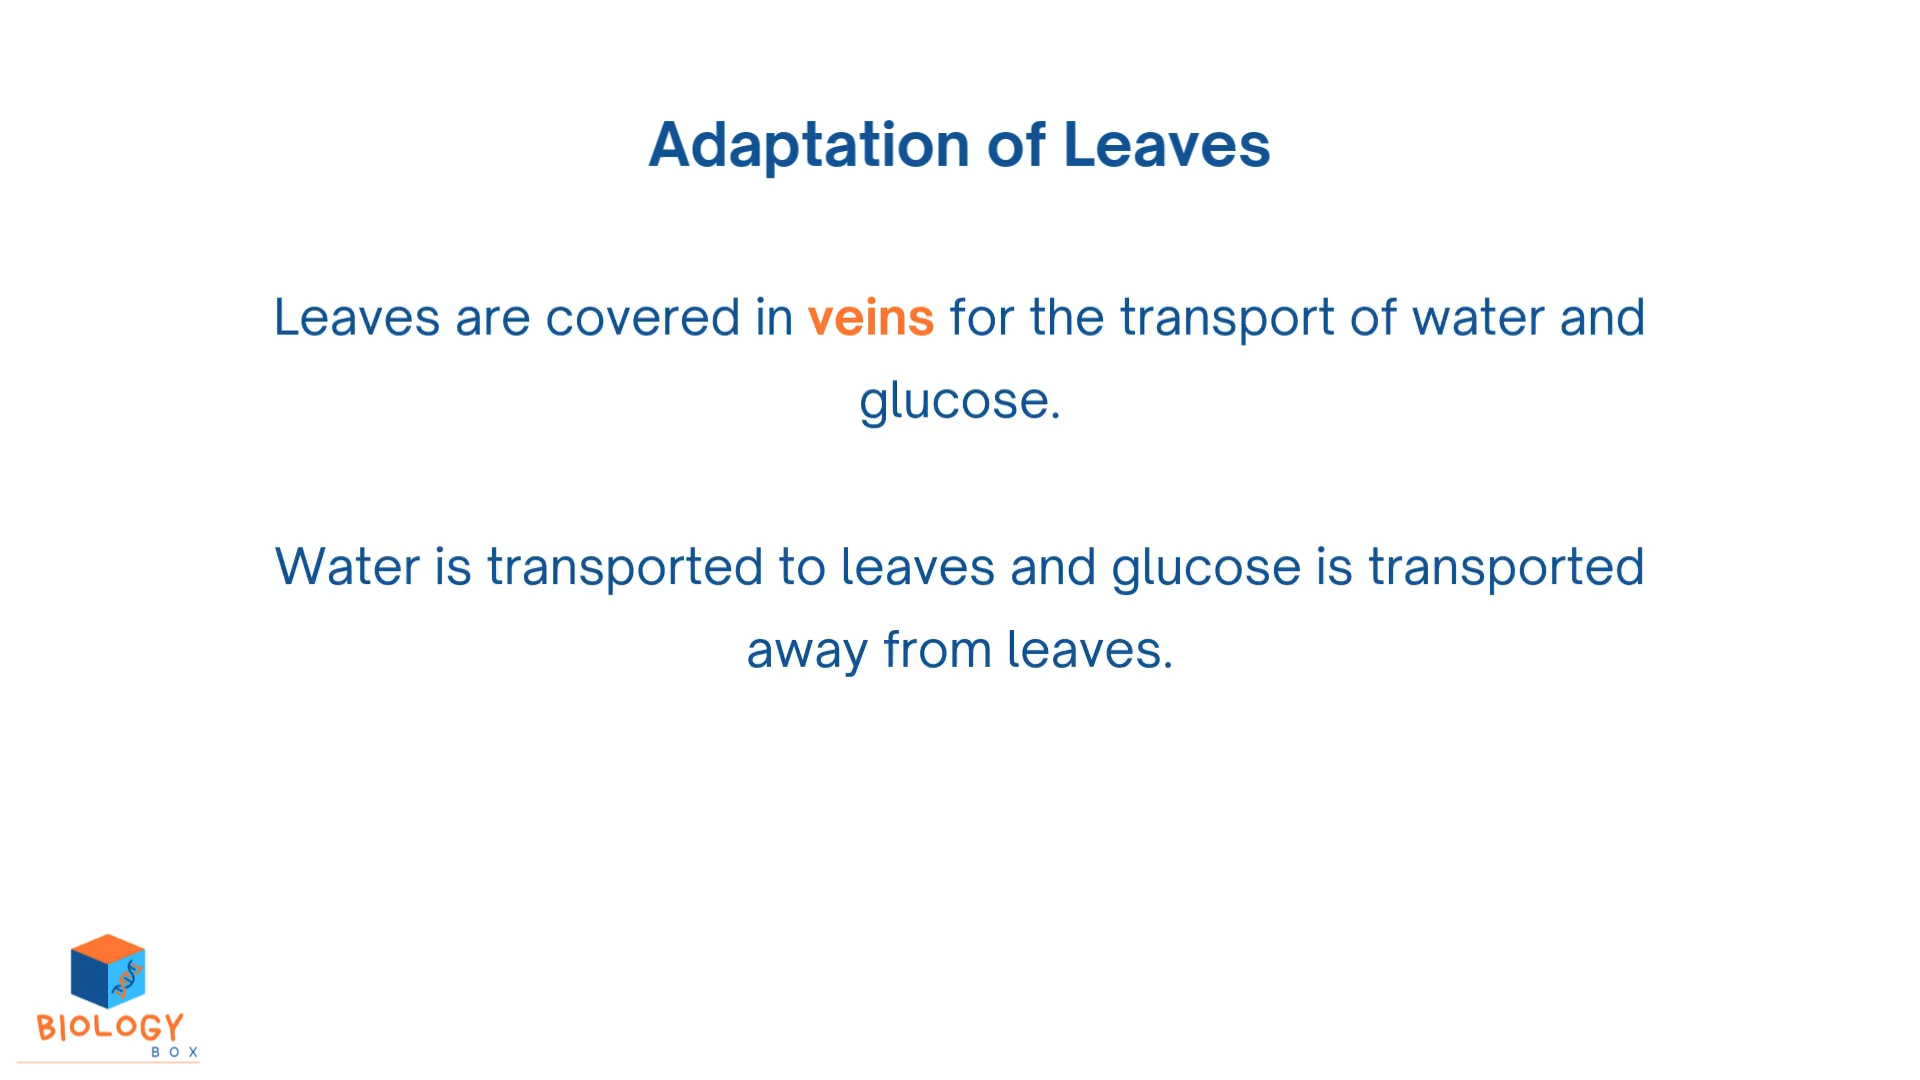 Adaptation of Leaves
Leaves are covered in veins for the transport of water and
glucose.
Water is transported to leaves and glucose is transported
away from leaves.
BIOLOGY
BOX